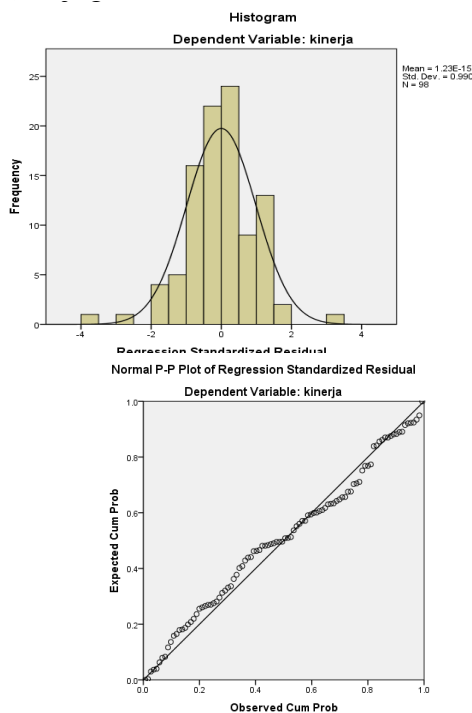 Histogram
Dependent Variable: kinerja
Mean = 1.23E-15
Std. Dev. = 0.990
N = 98
Frequency
25
20
15
10
5
0
-4 -2 0 2 4
Regression Standardized Residual
Normal P-P Plot of Regression Standardized Residual
Dependent Variable: kinerja
Expected Cum Prob
1.0
0.8
0.6
0.4
0.2
0.0
0.0 0.2 0.4 0.6 0.8 1.0
Observed Cum Prob